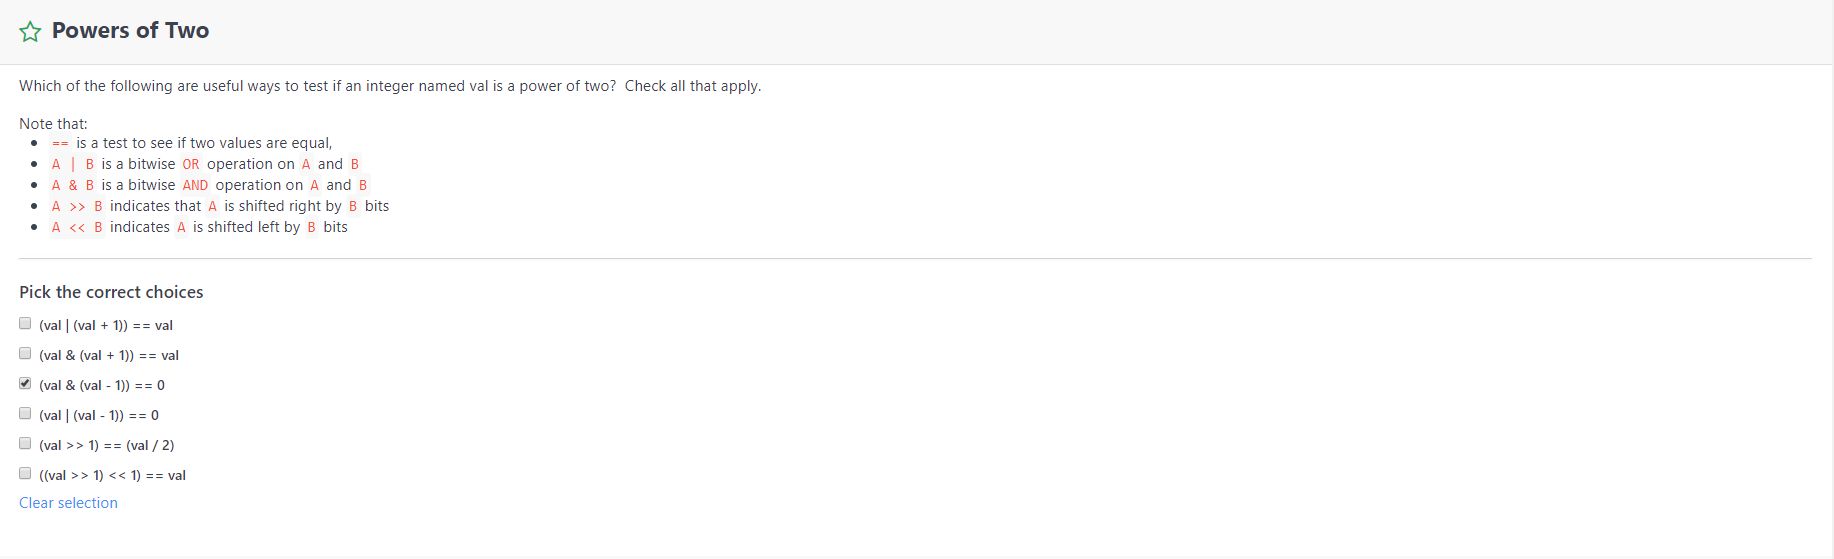 Powers of Two
Which of the following are useful ways to test if an integer named val is a power of two?  Check all that apply.
Note that:
== is a test to see if two values are equal,
A | B is a bitwise OR operation on A and B
A & B is a bitwise AND operation on A and B
A >> B indicates that A is shifted right by B bits
A << B indicates A is shifted left by B bits
Pick the correct choices
(val | (val + 1)) == val
(val & (val + 1)) == val
(val & (val - 1)) == 0
(val | (val - 1)) == 0
(val >> 1) == (val / 2)
((val >> 1) << 1) == val
Clear selection